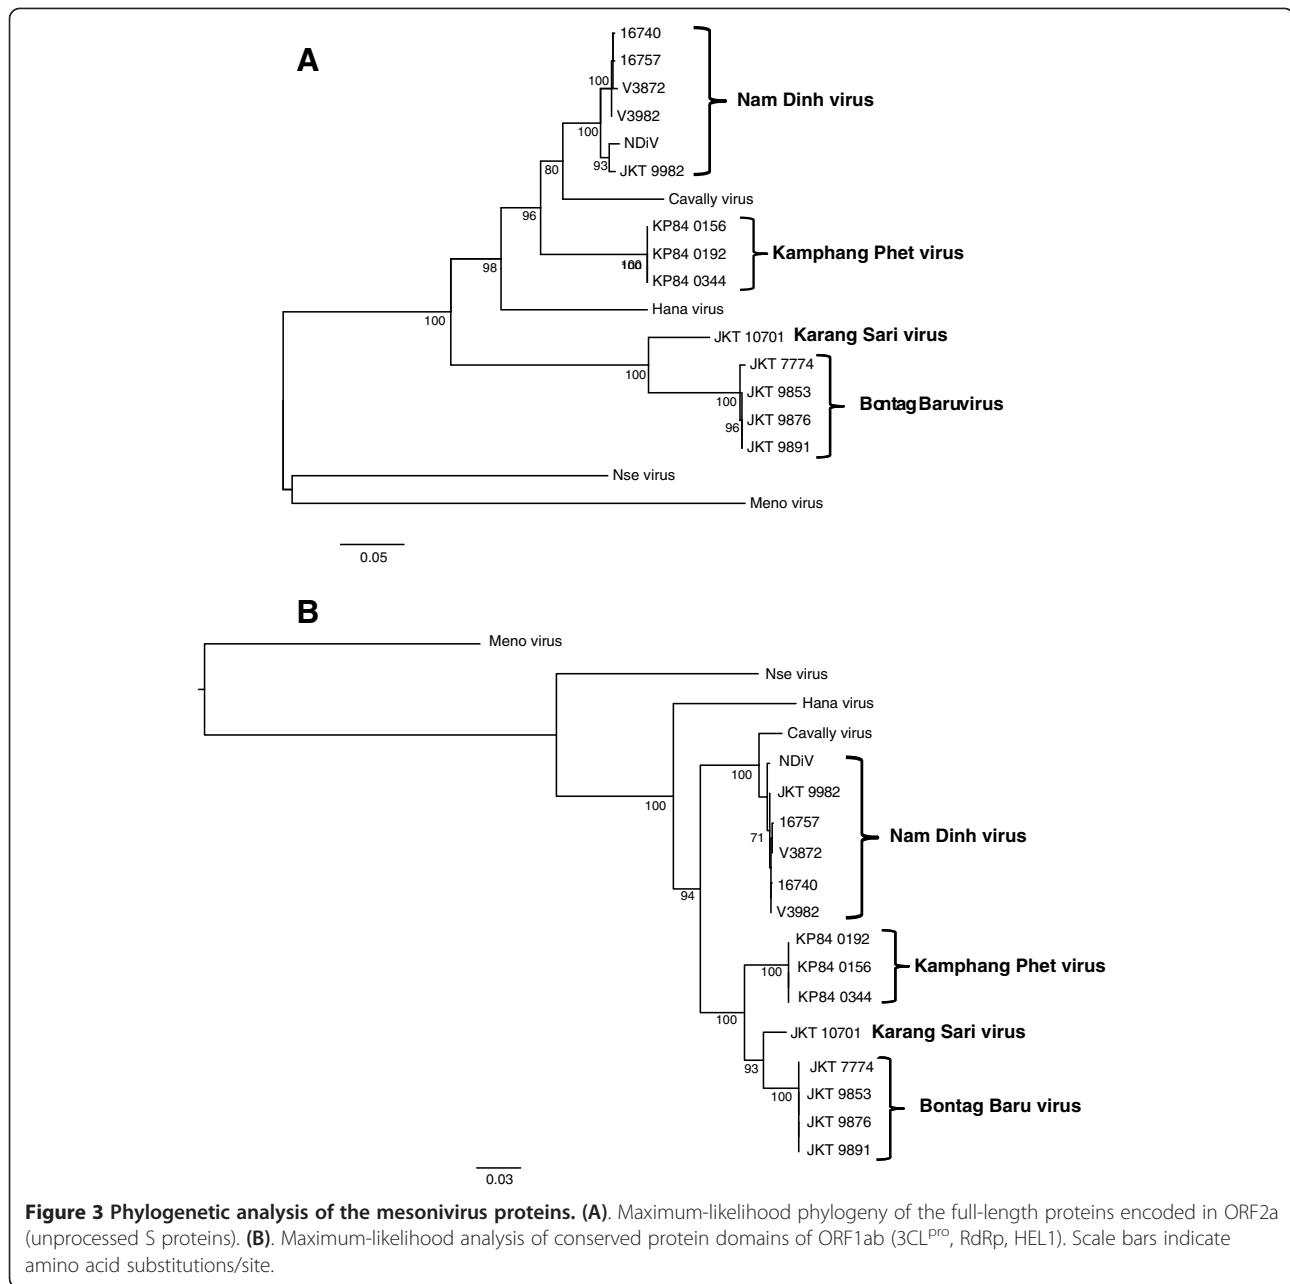 A
16740
16757
100
V3872
Nam Dinh virus
V3982
100
NDiV
93
JKT 9982
80
Cavally virus
96
KP84 0156
KP84 0192
Kamphang Phet virus
100
KP84 0344
98
Hana virus
100
JKT 10701 Karang Sari virus
JKT 7774
100
JKT 9853
100
Bontag Baru virus
JKT 9876
96
JKT 9891
Nse virus
Meno virus
0.05
B
Meno virus
Nse virus
Hana virus
Cavally virus
NDiV
100
JKT 9982
100
16757
71
Nam Dinh virus
V3872
16740
94
V3982
KP84 0192
100
KP84 0156
Kamphang Phet virus
KP84 0344
100
JKT 10701 Karang Sari virus
93
JKT 7774
100
JKT 9853
Bontag Baru virus
JKT 9876
JKT 9891
0.03
Figure 3 Phylogenetic analysis of the mesonivirus proteins. (A). Maximum-likelihood phylogeny of the full-length proteins encoded in ORF2a
(unprocessed S proteins). (B). Maximum-likelihood analysis of conserved protein domains of ORF1ab (3CLpro, RdRp, HEL1). Scale bars indicate
amino acid substitutions/site.